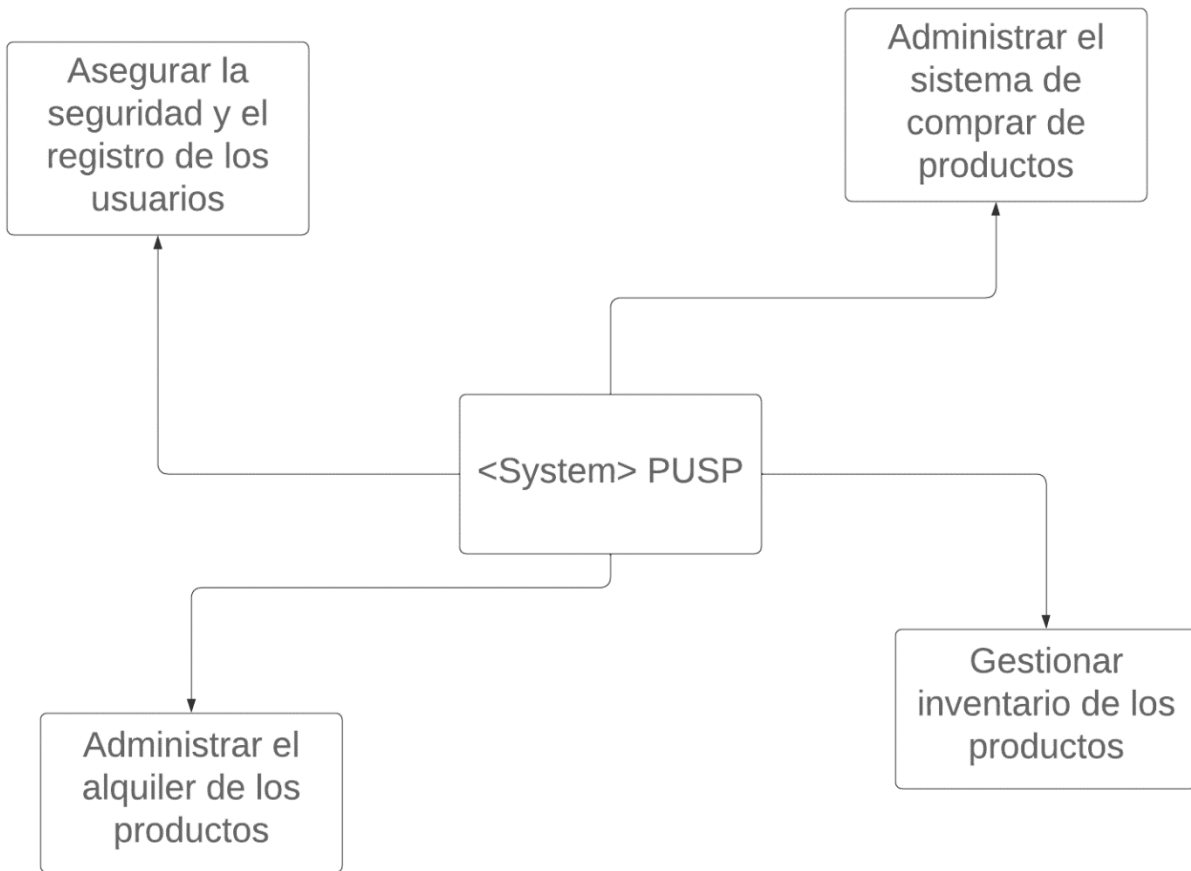 Asegurar la
seguridad y el
registro de los
usuarios
Administrar el
sistema de
comprar de
productos
<System> PUSP
Administrar el
alquiler de los
productos
Gestionar
inventario de los
productos